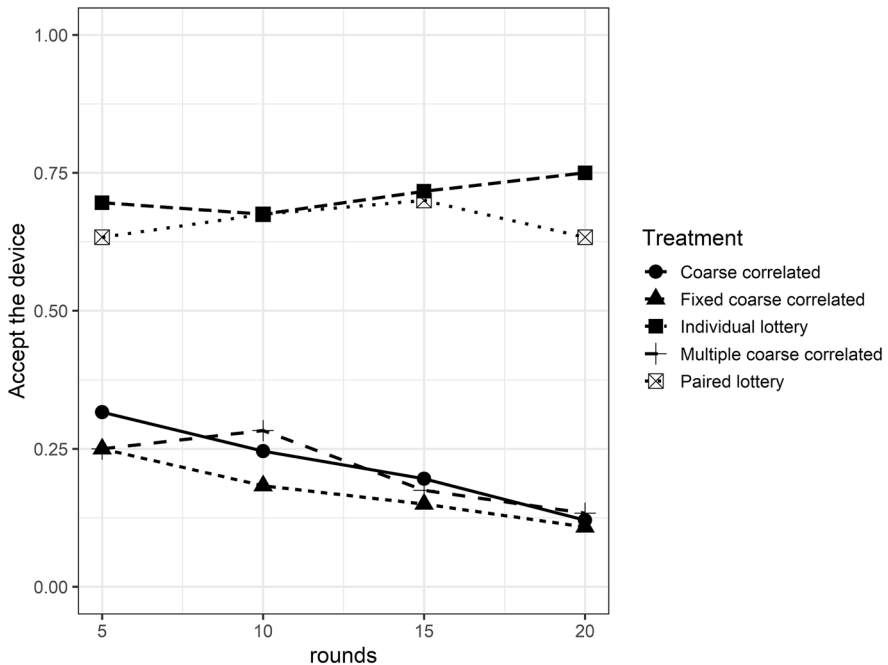 1.00
0.75
0.50
0.25
0.00
Accept the device
5 10 15 20
rounds
Treatment
Coarse correlated
Fixed coarse correlated
Individual lottery
Multiple coarse correlated
Paired lottery